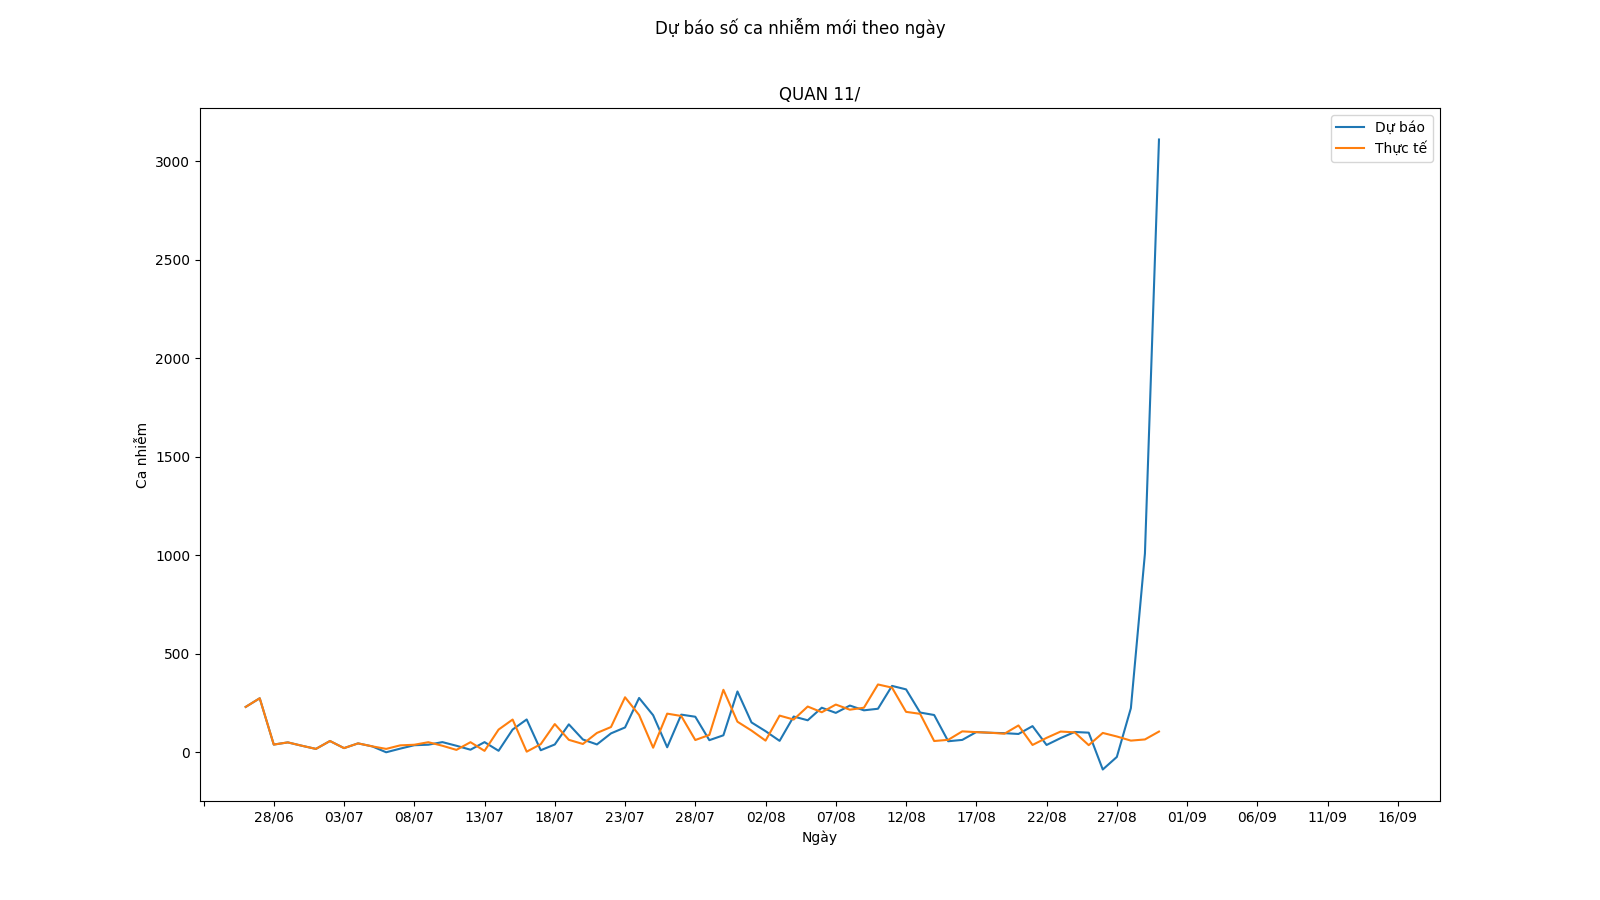 Dự báo số ca nhiễm mới theo ngày
QUAN 11/
Dự báo
Thực tế
3000
2500
2000
1500
1000
500
0
Ca nhiễm
28/06 03/07 08/07 13/07 18/07 23/07 28/07 02/08 07/08 12/08 17/08 22/08 27/08 01/09 06/09 11/09 16/09
Ngày